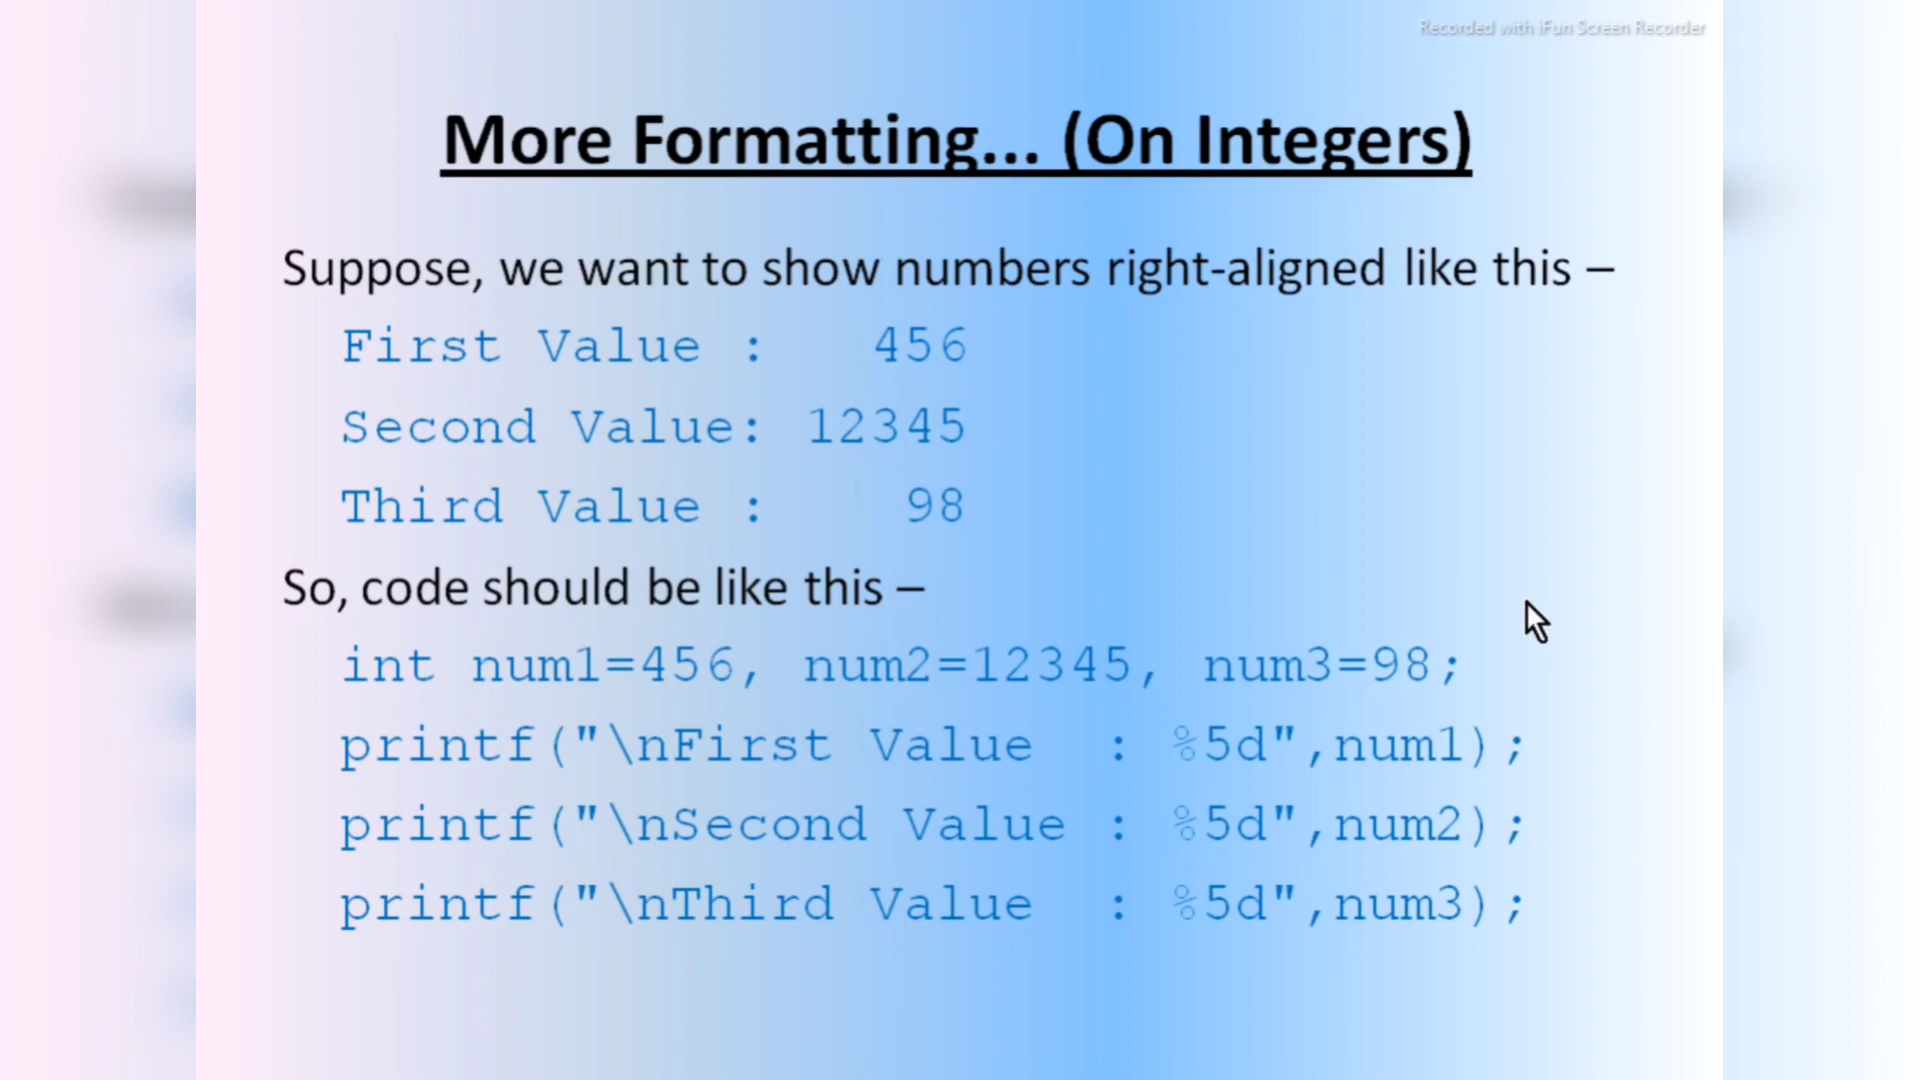 Recorded with iFun Screen Recorder
More Formatting... (On Integers)
Suppose, we want to show numbers right-aligned like this –
First Value :   456
Second Value: 12345
Third Value :    98
So, code should be like this –
int num1=456, num2=12345, num3=98;
printf("\nFirst Value  : %5d",num1);
printf("\nSecond Value : %5d",num2);
printf("\nThird Value  : %5d",num3);